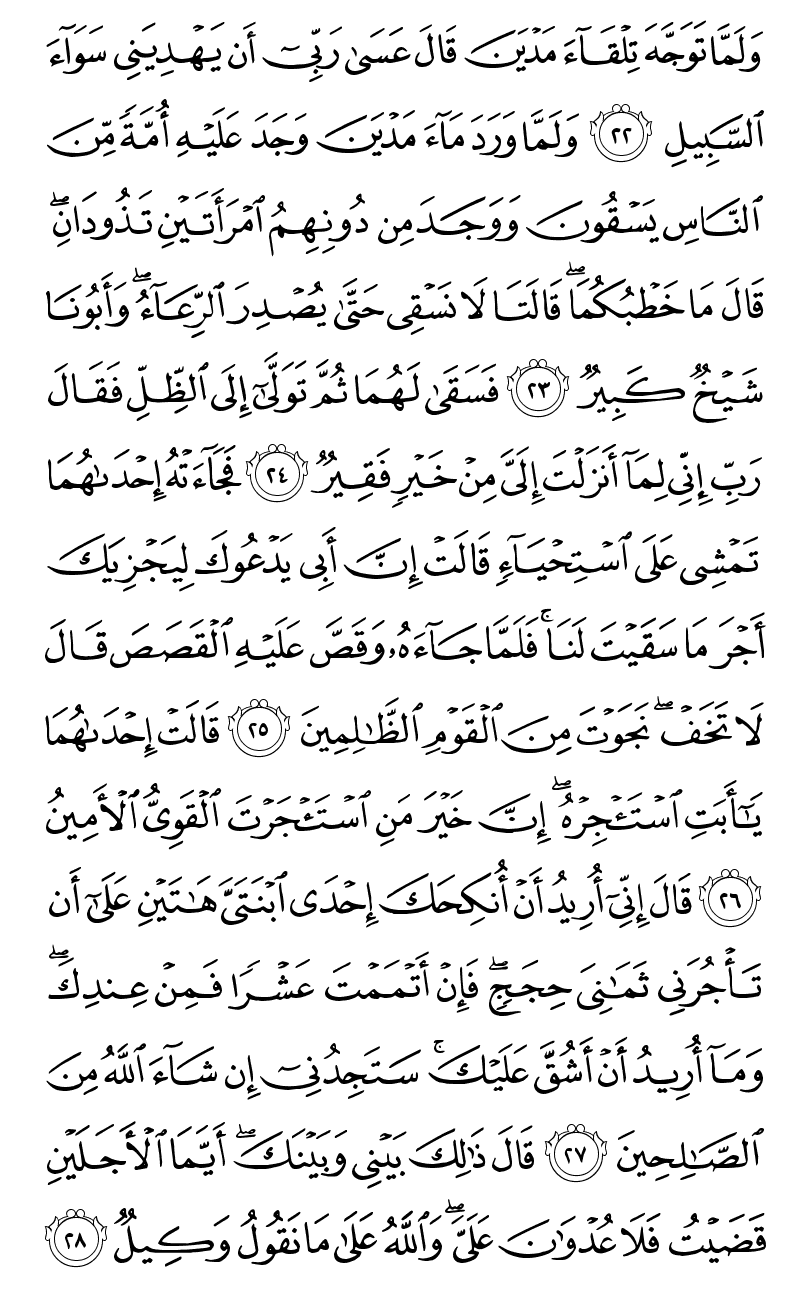 وَلَمَّا تَوَجَّهَ تِلۡقَآءَ مَدۡيَنَ قَالَ عَسَىٰ رَبِّيٓ أَن يَهۡدِيَنِي سَوَآءَ
ٱلسَّبِيلِ ٢٢ وَلَمَّا وَرَدَ مَآءَ مَدۡيَنَ وَجَدَ عَلَيۡهِ أُمَّةٗ مِّنَ
ٱلنَّاسِ يَسۡقُونَ وَوَجَدَ مِن دُونِهِمُ ٱمۡرَأَتَيۡنِ تَذُودَانِۖ
قَالَ مَا خَطۡبُكُمَاۖ قَالَتَا لَا نَسۡقِي حَتَّىٰ يُصۡدِرَ ٱلرِّعَآءُۖ وَأَبُونَا
شَيۡخٞ كَبِيرٞ ٢٣ فَسَقَىٰ لَهُمَا ثُمَّ تَوَلَّىٰٓ إِلَى ٱلظِّلِّ فَقَالَ
رَبِّ إِنِّي لِمَآ أَنزَلۡتَ إِلَيَّ مِنۡ خَيۡرٖ فَقِيرٞ ٢٤ فَجَآءَتۡهُ إِحۡدَىٰهُمَا
تَمۡشِي عَلَى ٱسۡتِحۡيَآءٖ قَالَتۡ إِنَّ أَبِي يَدۡعُوكَ لِيَجۡزِيَكَ
أَجۡرَ مَا سَقَيۡتَ لَنَاۚ فَلَمَّا جَآءَهُۥ وَقَصَّ عَلَيۡهِ ٱلۡقَصَصَ قَالَ
لَا تَخَفۡۖ نَجَوۡتَ مِنَ ٱلۡقَوۡمِ ٱلظَّٰلِمِينَ ٢٥ قَالَتۡ إِحۡدَىٰهُمَا
يَٰٓأَبَتِ ٱسۡتَـٔۡجِرۡهُۖ إِنَّ خَيۡرَ مَنِ ٱسۡتَـٔۡجَرۡتَ ٱلۡقَوِيُّ ٱلۡأَمِينُ
٢٦ قَالَ إِنِّيٓ أُرِيدُ أَنۡ أُنكِحَكَ إِحۡدَى ٱبۡنَتَيَّ هَٰتَيۡنِ عَلَىٰٓ أَن
تَأۡجُرَنِي ثَمَٰنِيَ حِجَجٖۖ فَإِنۡ أَتۡمَمۡتَ عَشۡرٗا فَمِنۡ عِندِكَۖ
وَمَآ أُرِيدُ أَنۡ أَشُقَّ عَلَيۡكَۚ سَتَجِدُنِيٓ إِن شَآءَ ٱللَّهُ مِنَ
ٱلصَّٰلِحِينَ ٢٧ قَالَ ذَٰلِكَ بَيۡنِي وَبَيۡنَكَۖ أَيَّمَا ٱلۡأَجَلَيۡنِ
قَضَيۡتُ فَلَا عُدۡوَٰنَ عَلَيَّۖ وَٱللَّهُ عَلَىٰ مَا نَقُولُ وَكِيلٞ ٢٨